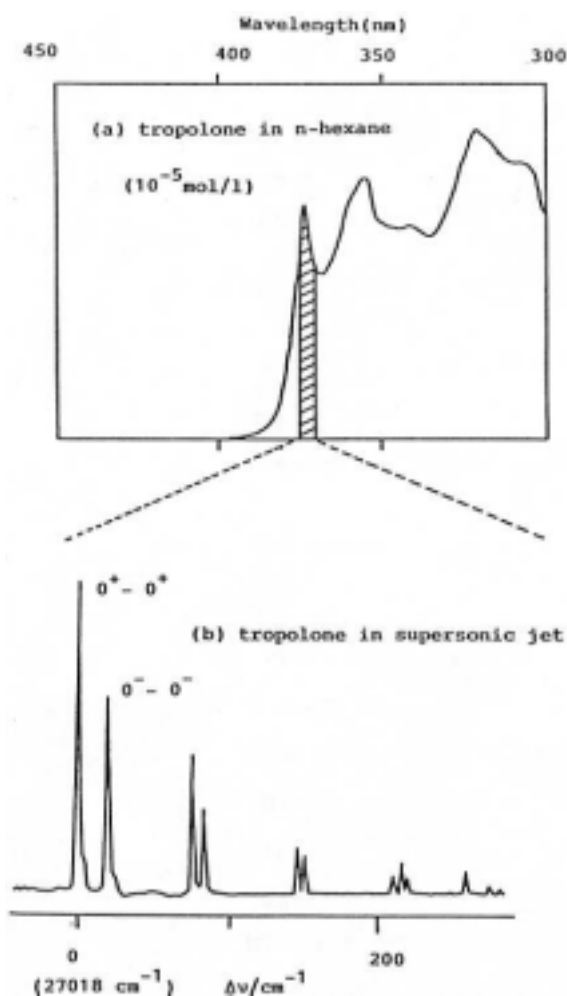 Wavelength(nm)
450 400 350 300
(a) tropolone in n-hexane
(10⁻⁵mol/l)
0⁺- 0⁺
(b) tropolone in supersonic jet
0⁻- 0⁻
0 200
(27018 cm⁻¹) Δν/cm⁻¹